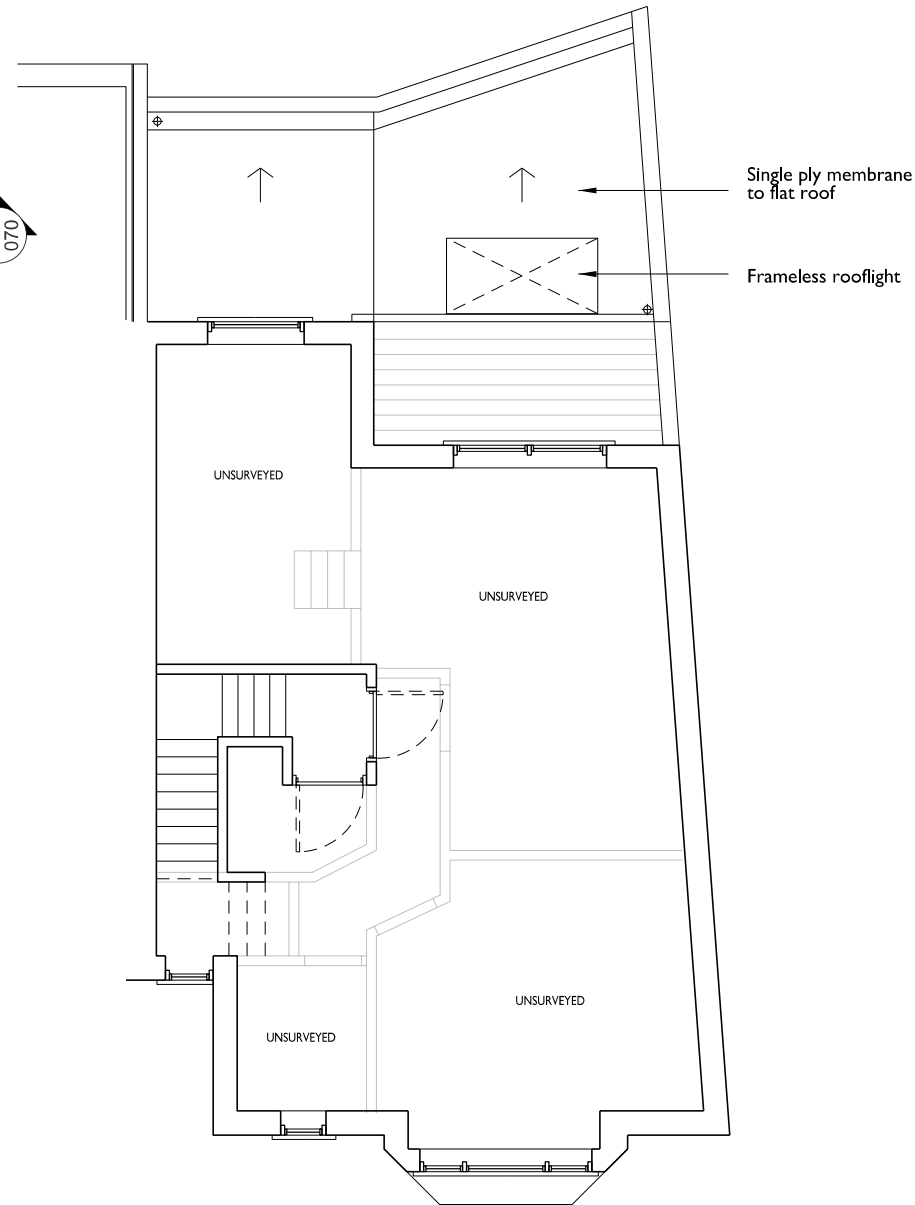 Single ply membrane
to flat roof
070
Frameless rooflight
UNSURVEYED
UNSURVEYED
UNSURVEYED
UNSURVEYED